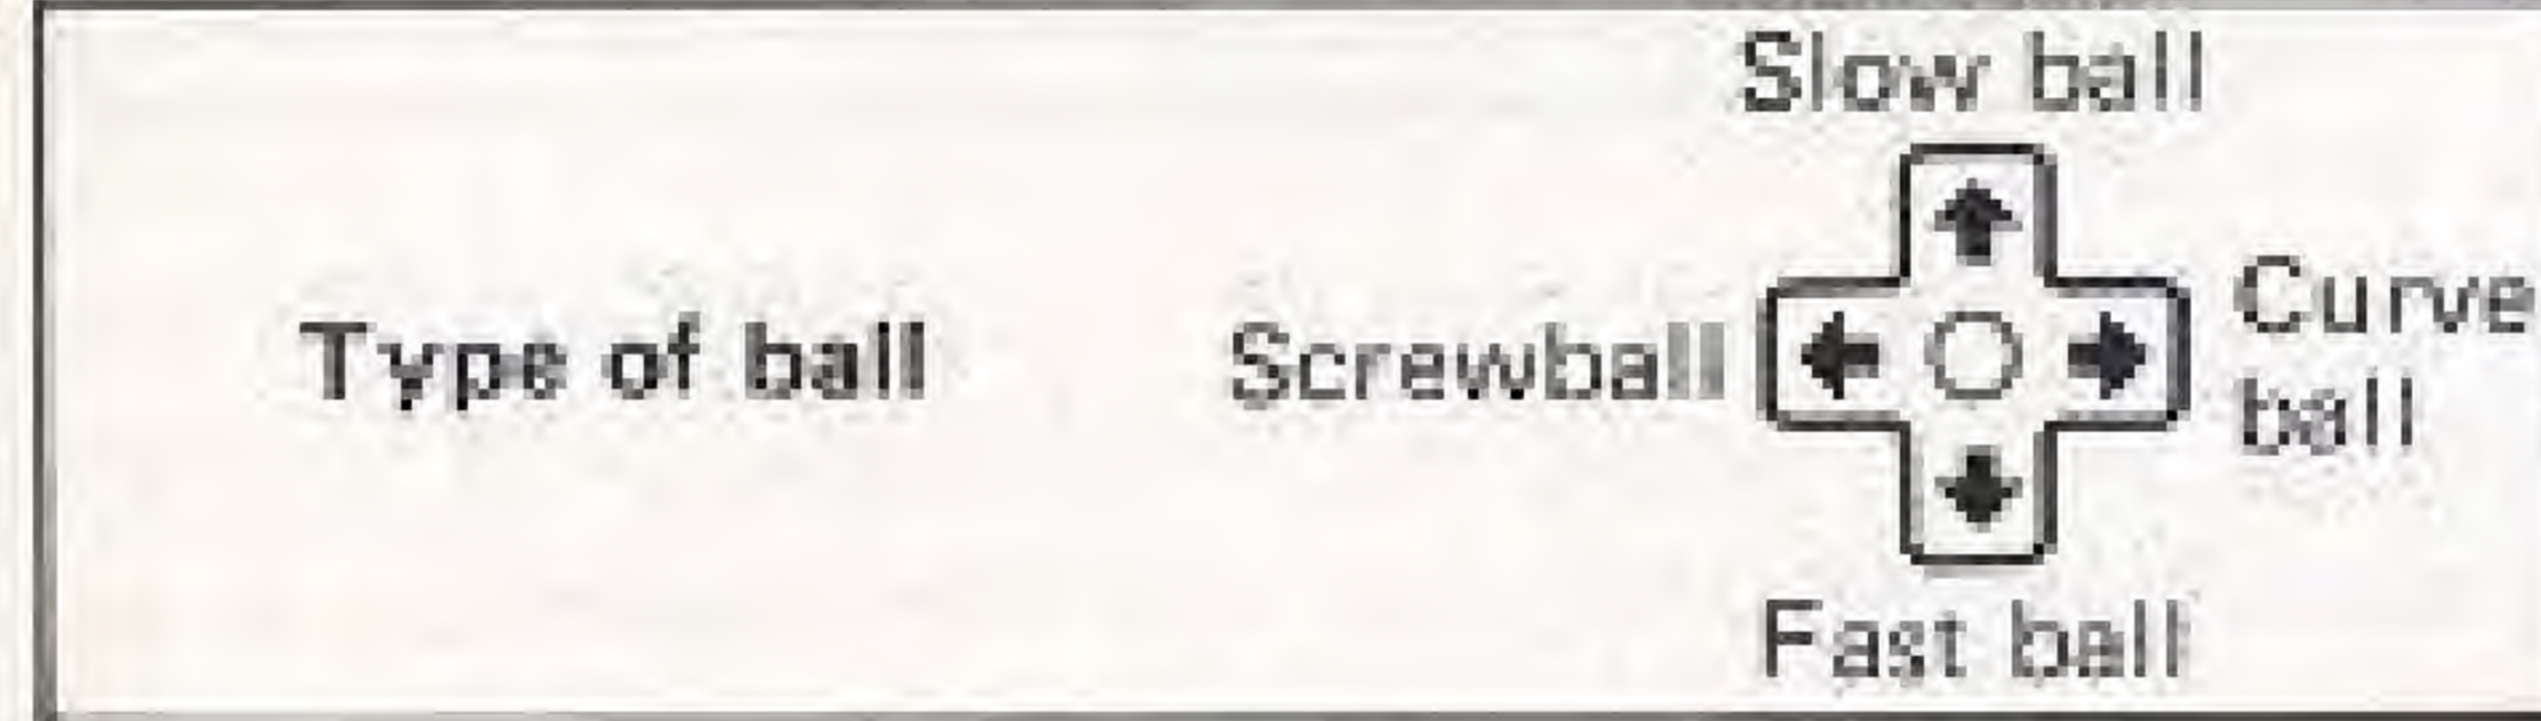 Slow ball
Type of ball
Screwball
Curve
ball
Fast ball